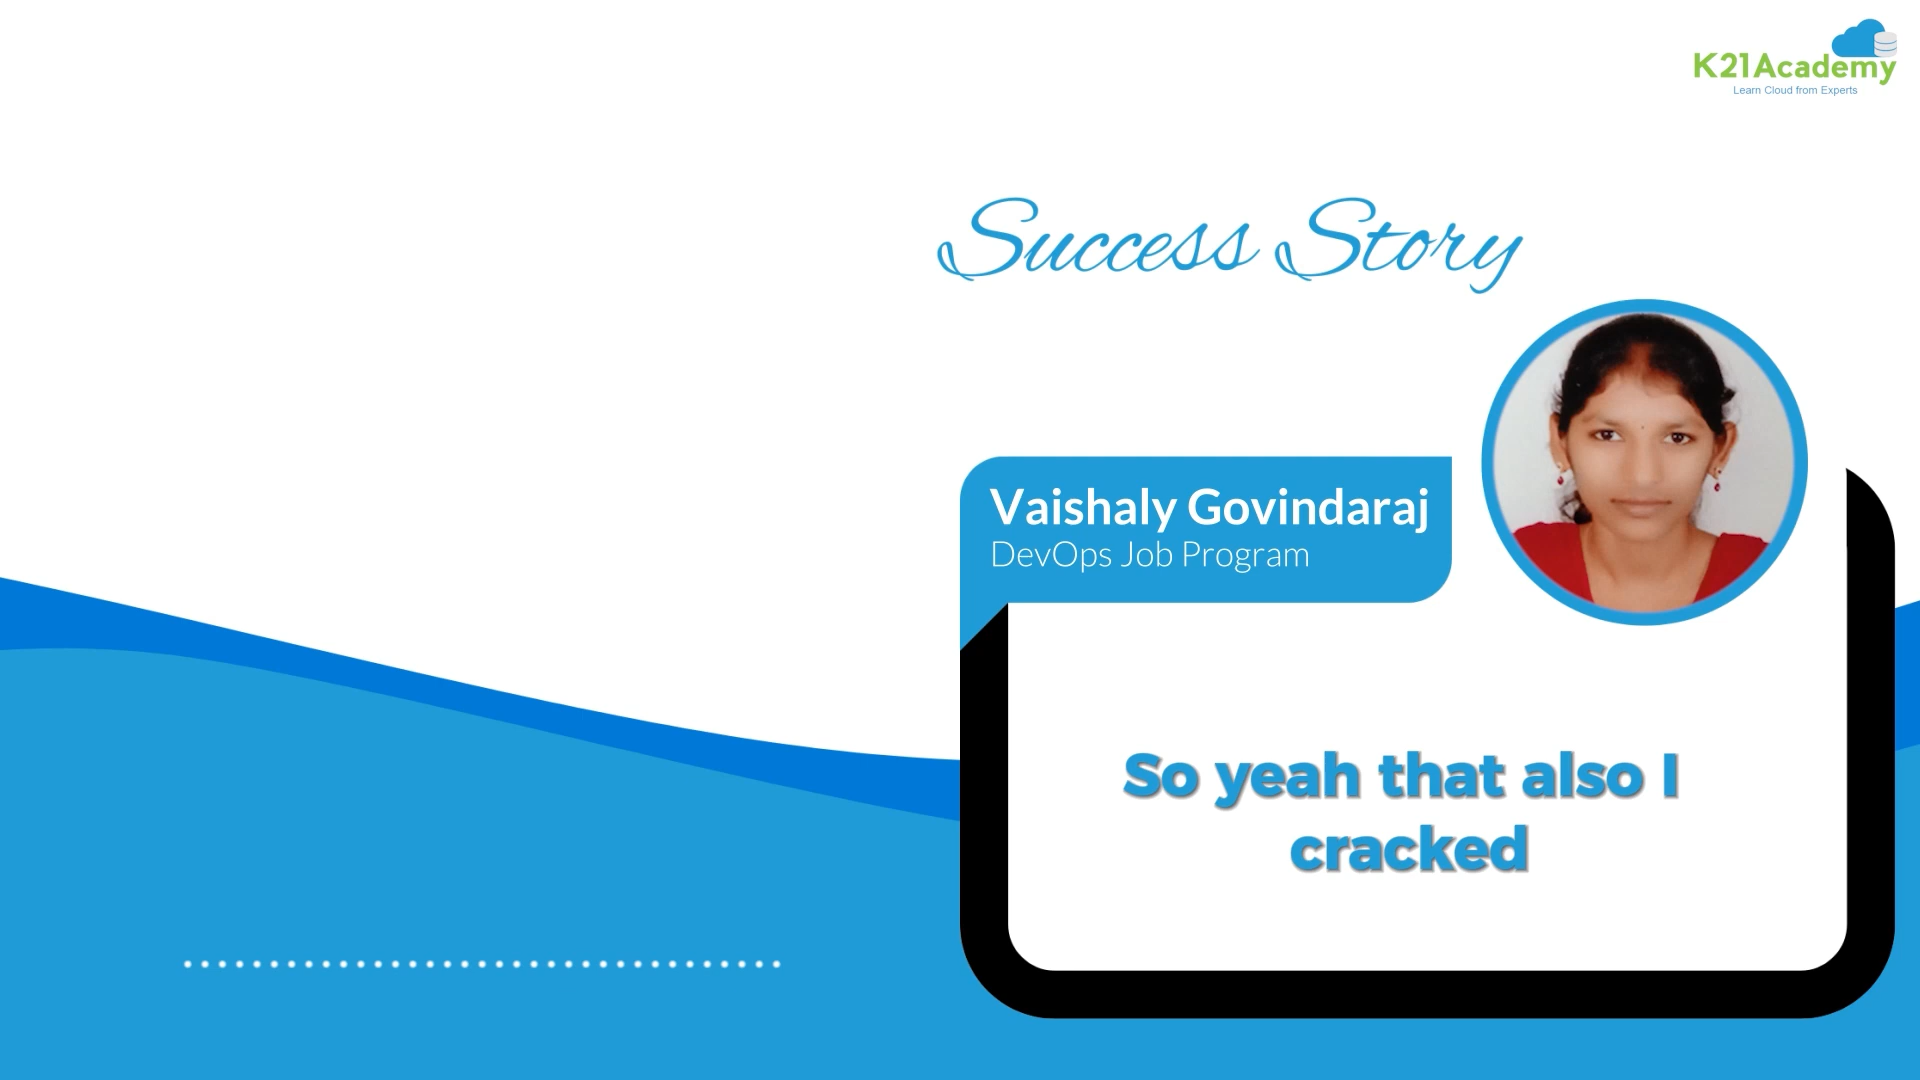 K21Academy
Learn Cloud from Experts
Success Story
Vaishaly Govindaraj
DevOps Job Program
So yeah that also I
cracked